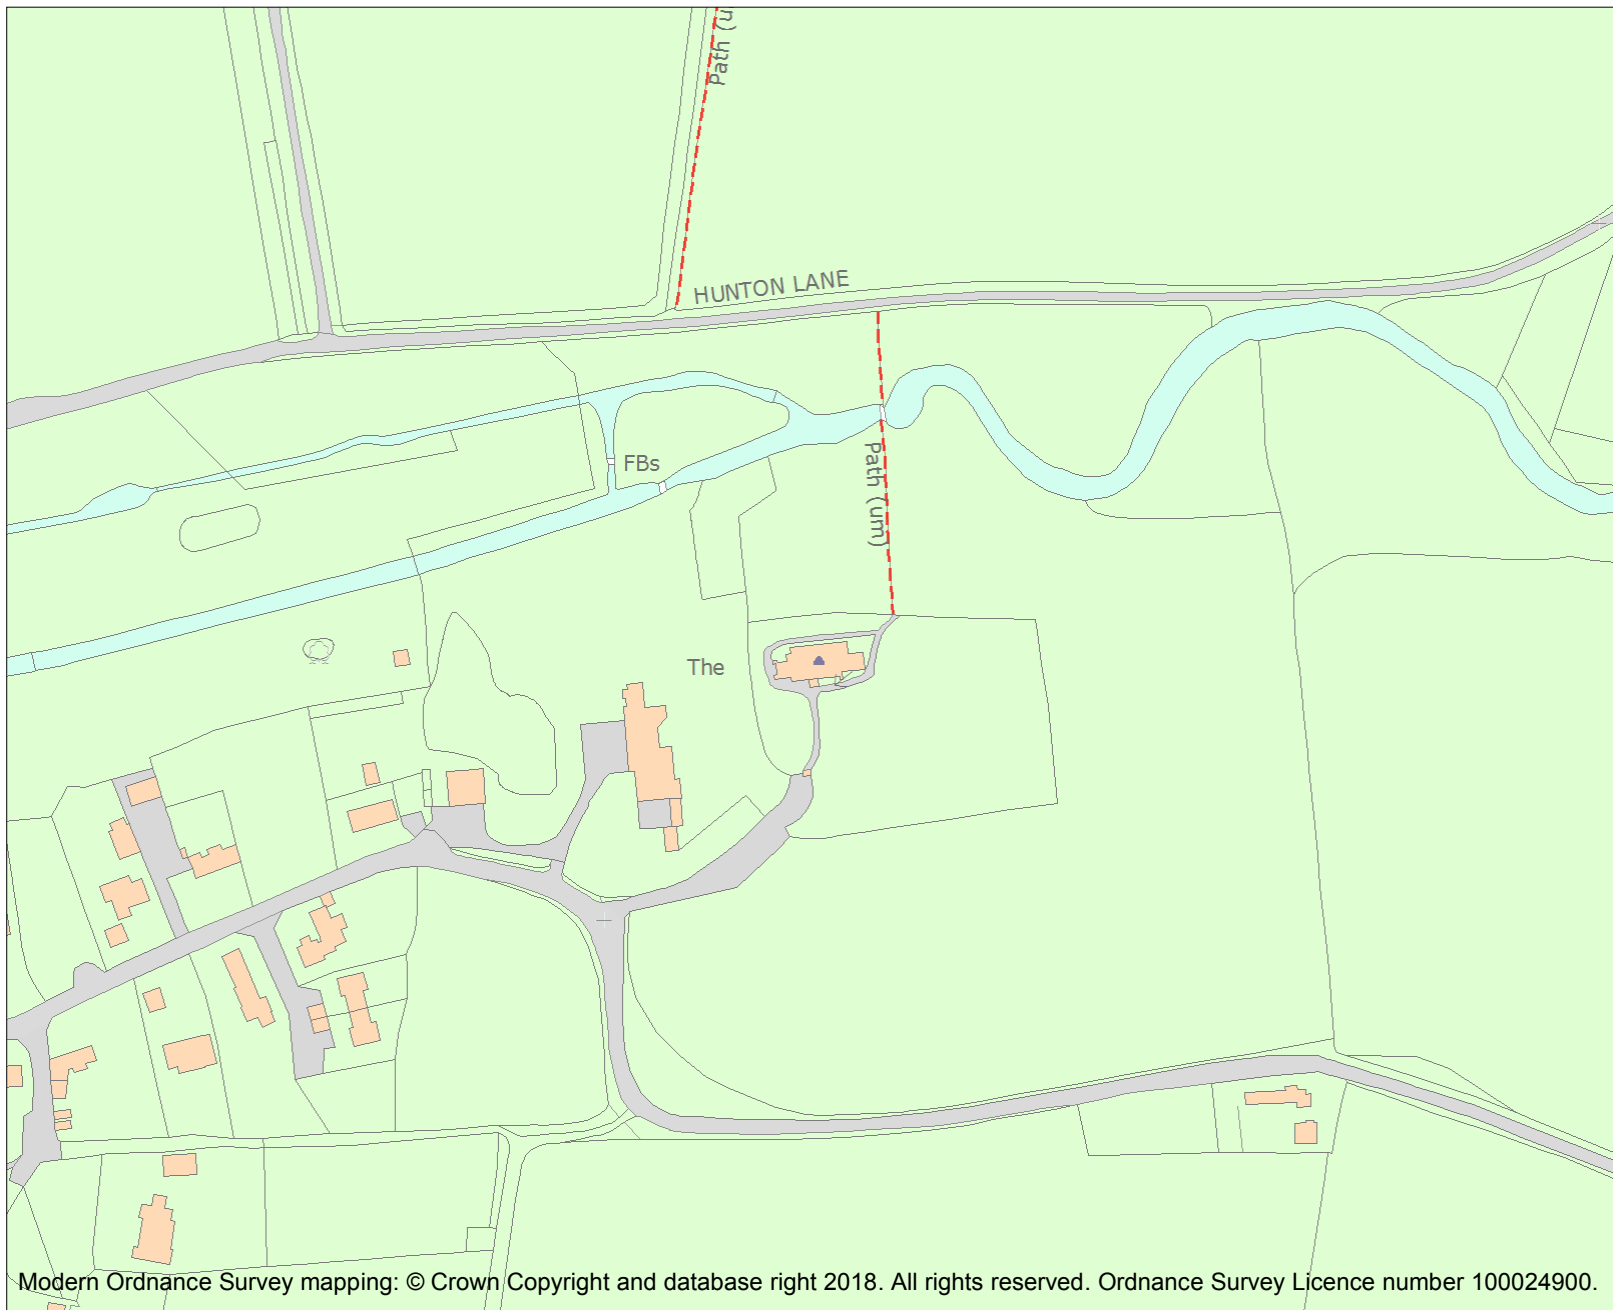 Path (u
HUNTON LANE
FBs
Path (um)
The
Modern Ordnance Survey mapping: © Crown Copyright and database right 2018. All rights reserved. Ordnance Survey Licence number 100024900.